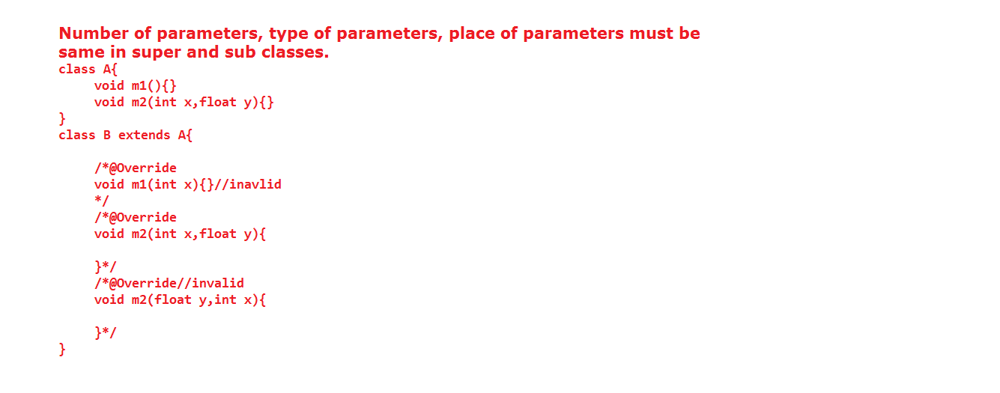 Number of parameters, type of parameters, place of parameters must be
same in super and sub classes.
class A{
void m1(){}
void m2(int x,float y){}
}
class B extends A{
/*@Override
void m1(int x){}//inavlid
*/
/*@Override
void m2(int x,float y){
}*/
/*@Override//invalid
void m2(float y,int x){
}*/
}